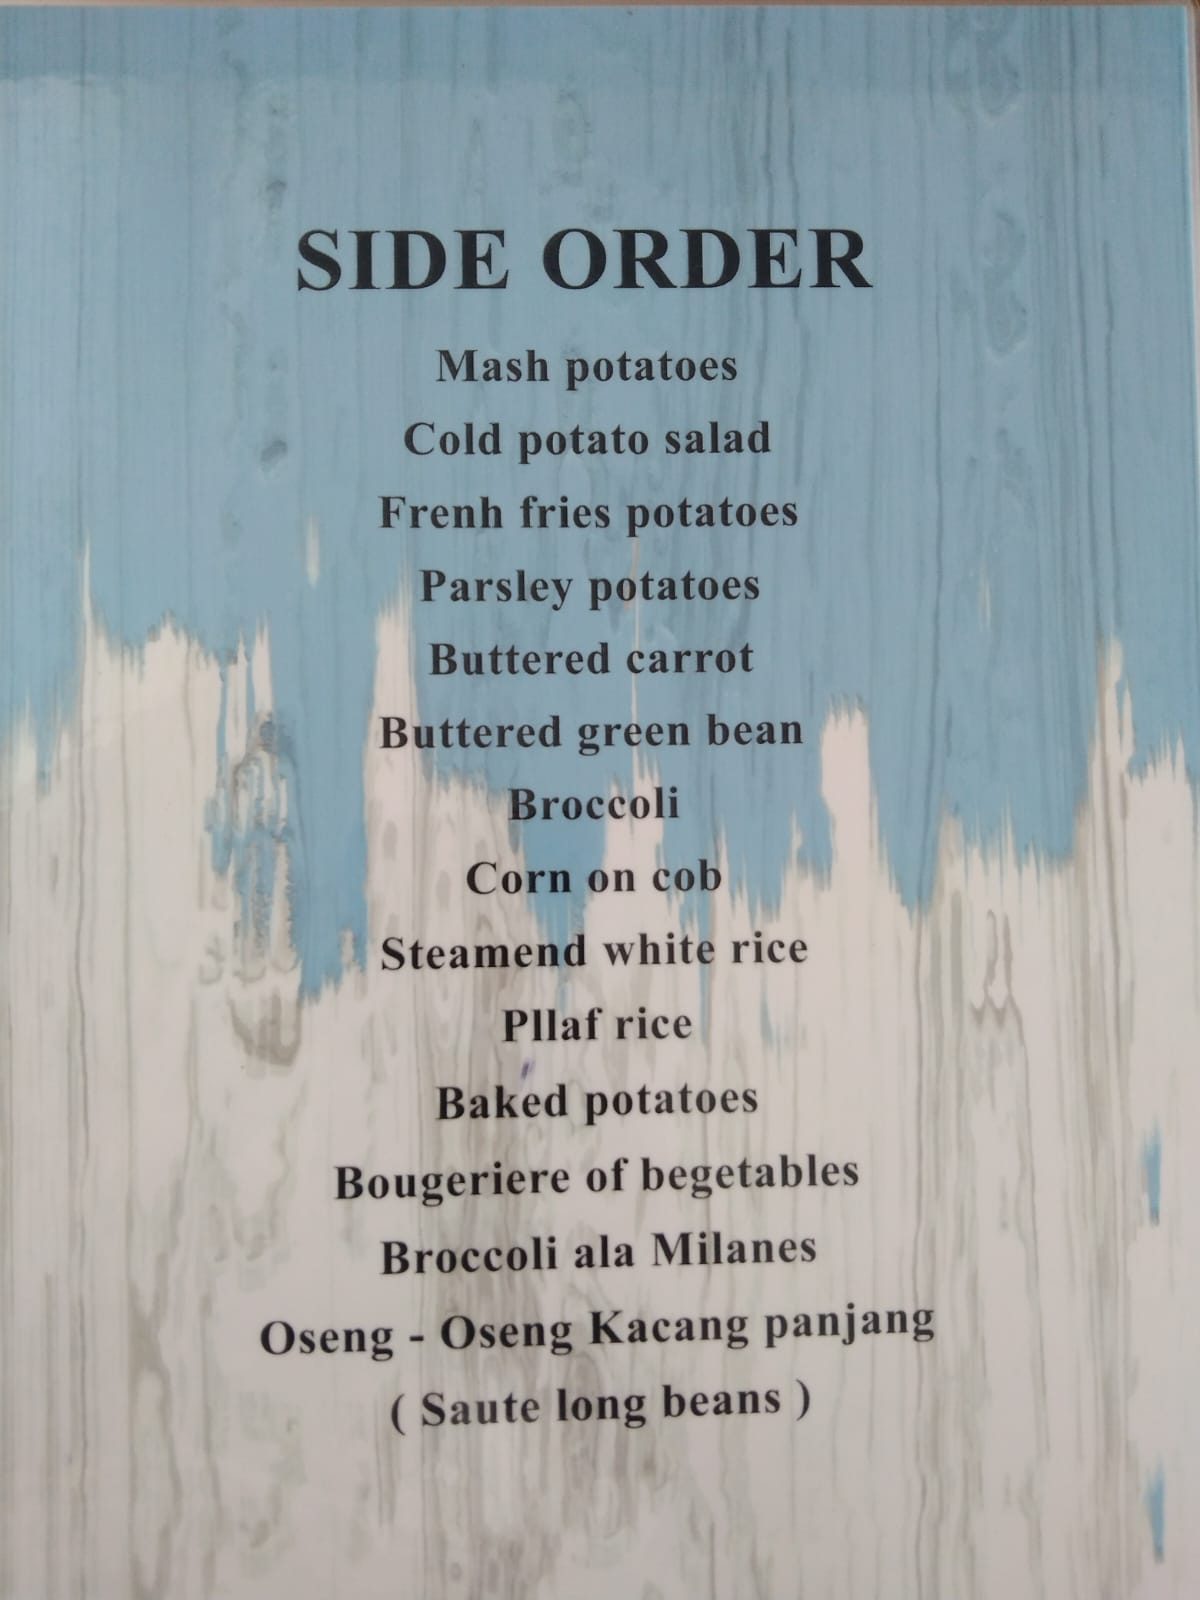 SIDE ORDER
Mash potatoes
Cold potato salad
Frenh fries potatoes
Parsley potatoes
Buttered carrot
Buttered green bean
Broccoli
Corn on cob
Steamend white rice
Pllaf rice
Baked potatoes
Bougeriere of begetables
Broccoli ala Milanes
Oseng - Oseng Kacang panjang
( Saute long beans )